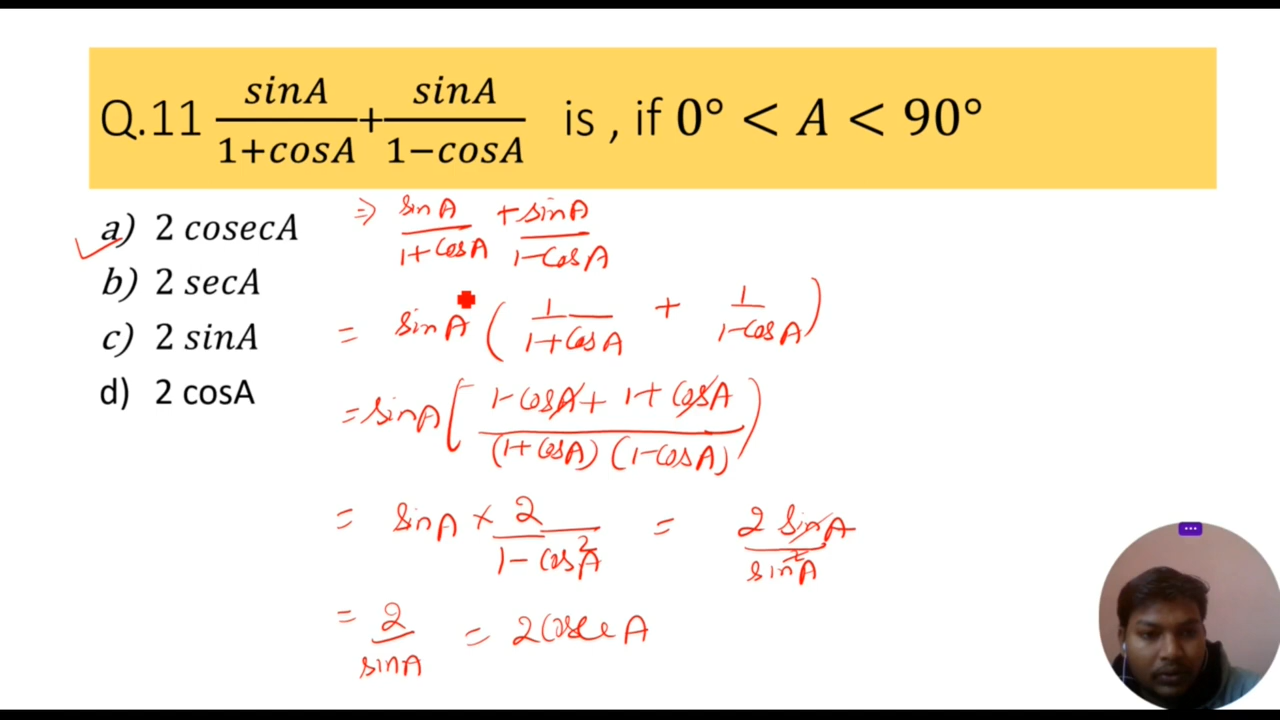 Q.11 sinA/(1+cosA) + sinA/(1−cosA) is , if 0° < A < 90°
a) 2 cosecA
b) 2 secA
c) 2 sinA
d) 2 cosA
⇒ sinA/(1+cosA) + sinA/(1-cosA)
= sinA ( 1/(1+cosA) + 1/(1-cosA) )
= sinA [ (1-cosA + 1+cosA)/((1+cosA)(1-cosA)) )
= sinA × 2/(1-cos²A) = 2 sinA/sin²A
= 2/sinA = 2cosecA